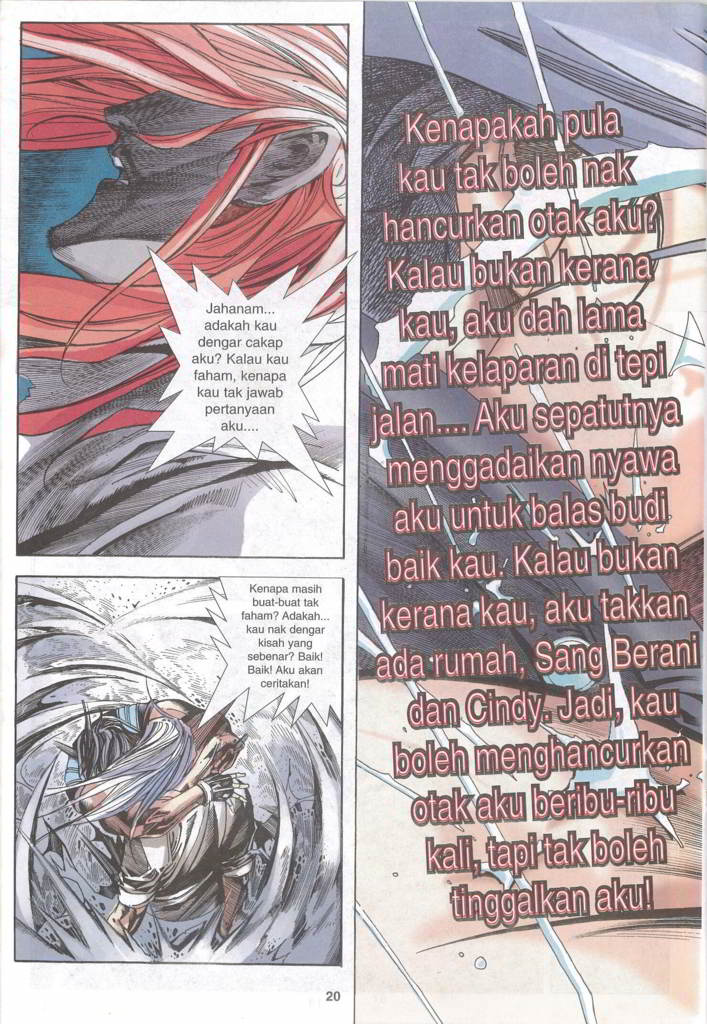 Jahanam...
adakah kau
dengar cakap
aku? Kalau kau
faham, kenapa
kau tak jawab
pertanyaan
aku....
Kenapa masih
buat-buat tak
faham? Adakah...
kau nak dengar
kisah yang
sebenar? Baik!
Baik! Aku akan
ceritakan!
Kenapakah pula
kau tak boleh nak
hancurkan otak aku?
Kalau bukan kerana
kau, aku dah lama
mati kelaparan di tepi
jalan.... Aku sepatutnya
menggadaikan nyawa
aku untuk balas budi
baik kau. Kalau bukan
kerana kau, aku takkan
ada rumah, Sang Berani
dan Cindy. Jadi, kau
boleh menghancurkan
otak aku beribu-ribu
kali, tapi tak boleh
tinggalkan aku!
20